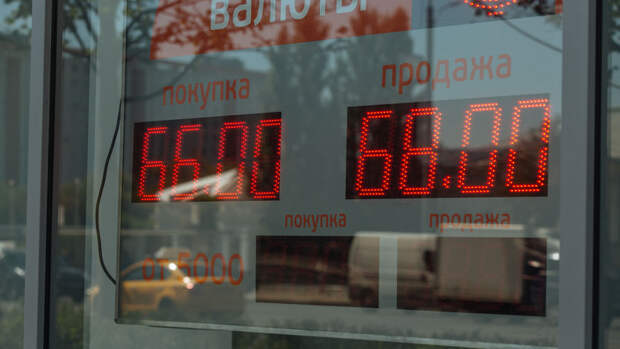 валюты
покупка продажа
66.00 68.00
покупка продажа
от 5000